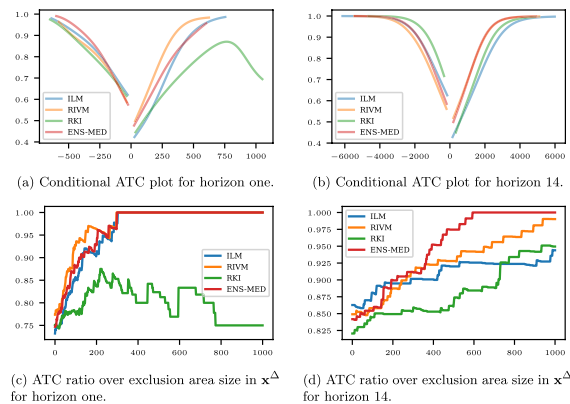 1.0
0.9
0.8
0.7
0.6
0.5
0.4
ILM
RIVM
RKI
ENS-MED
−500 −250 0 250 500 750 1000
(a) Conditional ATC plot for horizon one.
1.0
0.9
0.8
0.7
0.6
0.5
0.4
ILM
RIVM
RKI
ENS-MED
−6000 −4000 −2000 0 2000 4000 6000
(b) Conditional ATC plot for horizon 14.
1.00
0.95
0.90
0.85
0.80
0.75
ILM
RIVM
RKI
ENS-MED
0 200 400 600 800 1000
(c) ATC ratio over exclusion area size in x^Δ
for horizon one.
1.000
0.975
0.950
0.925
0.900
0.875
0.850
0.825
ILM
RIVM
RKI
ENS-MED
0 200 400 600 800 1000
(d) ATC ratio over exclusion area size in x^Δ
for horizon 14.